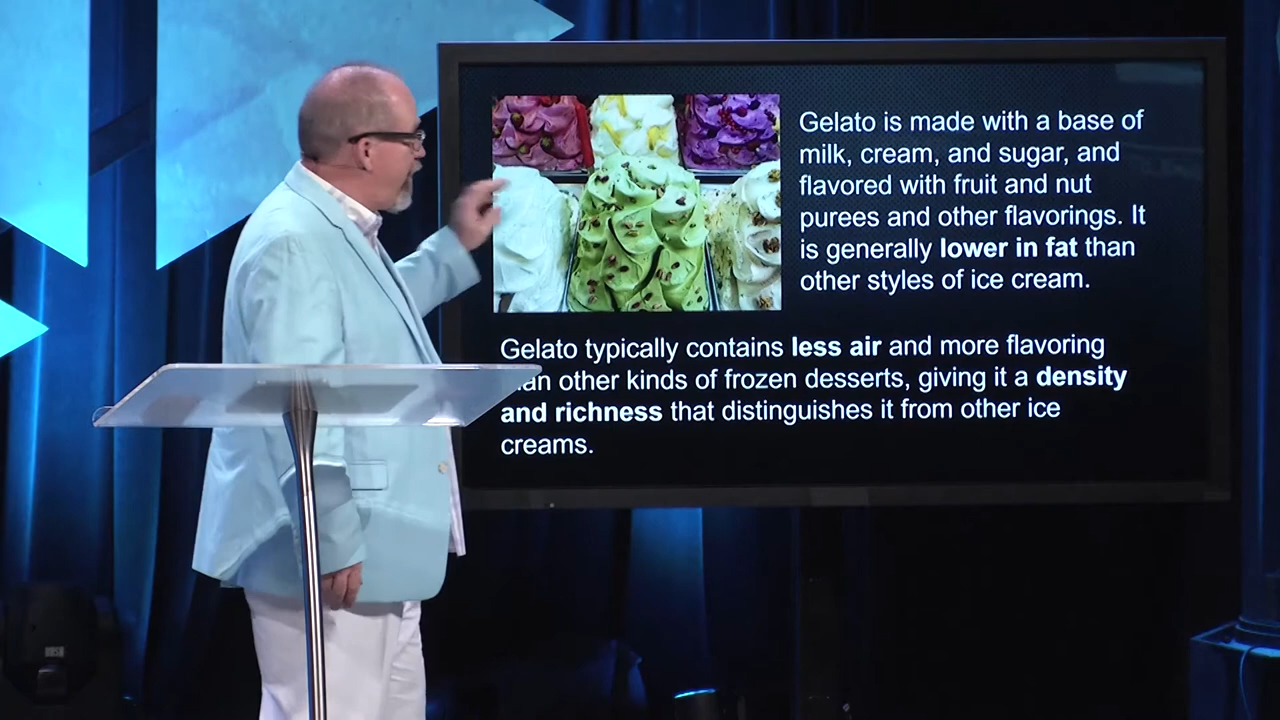 Gelato is made with a base of
milk, cream, and sugar, and
flavored with fruit and nut
purees and other flavorings. It
is generally lower in fat than
other styles of ice cream.
Gelato typically contains less air and more flavoring
other kinds of frozen desserts, giving it a density
and richness that distinguishes it from other ice
creams.